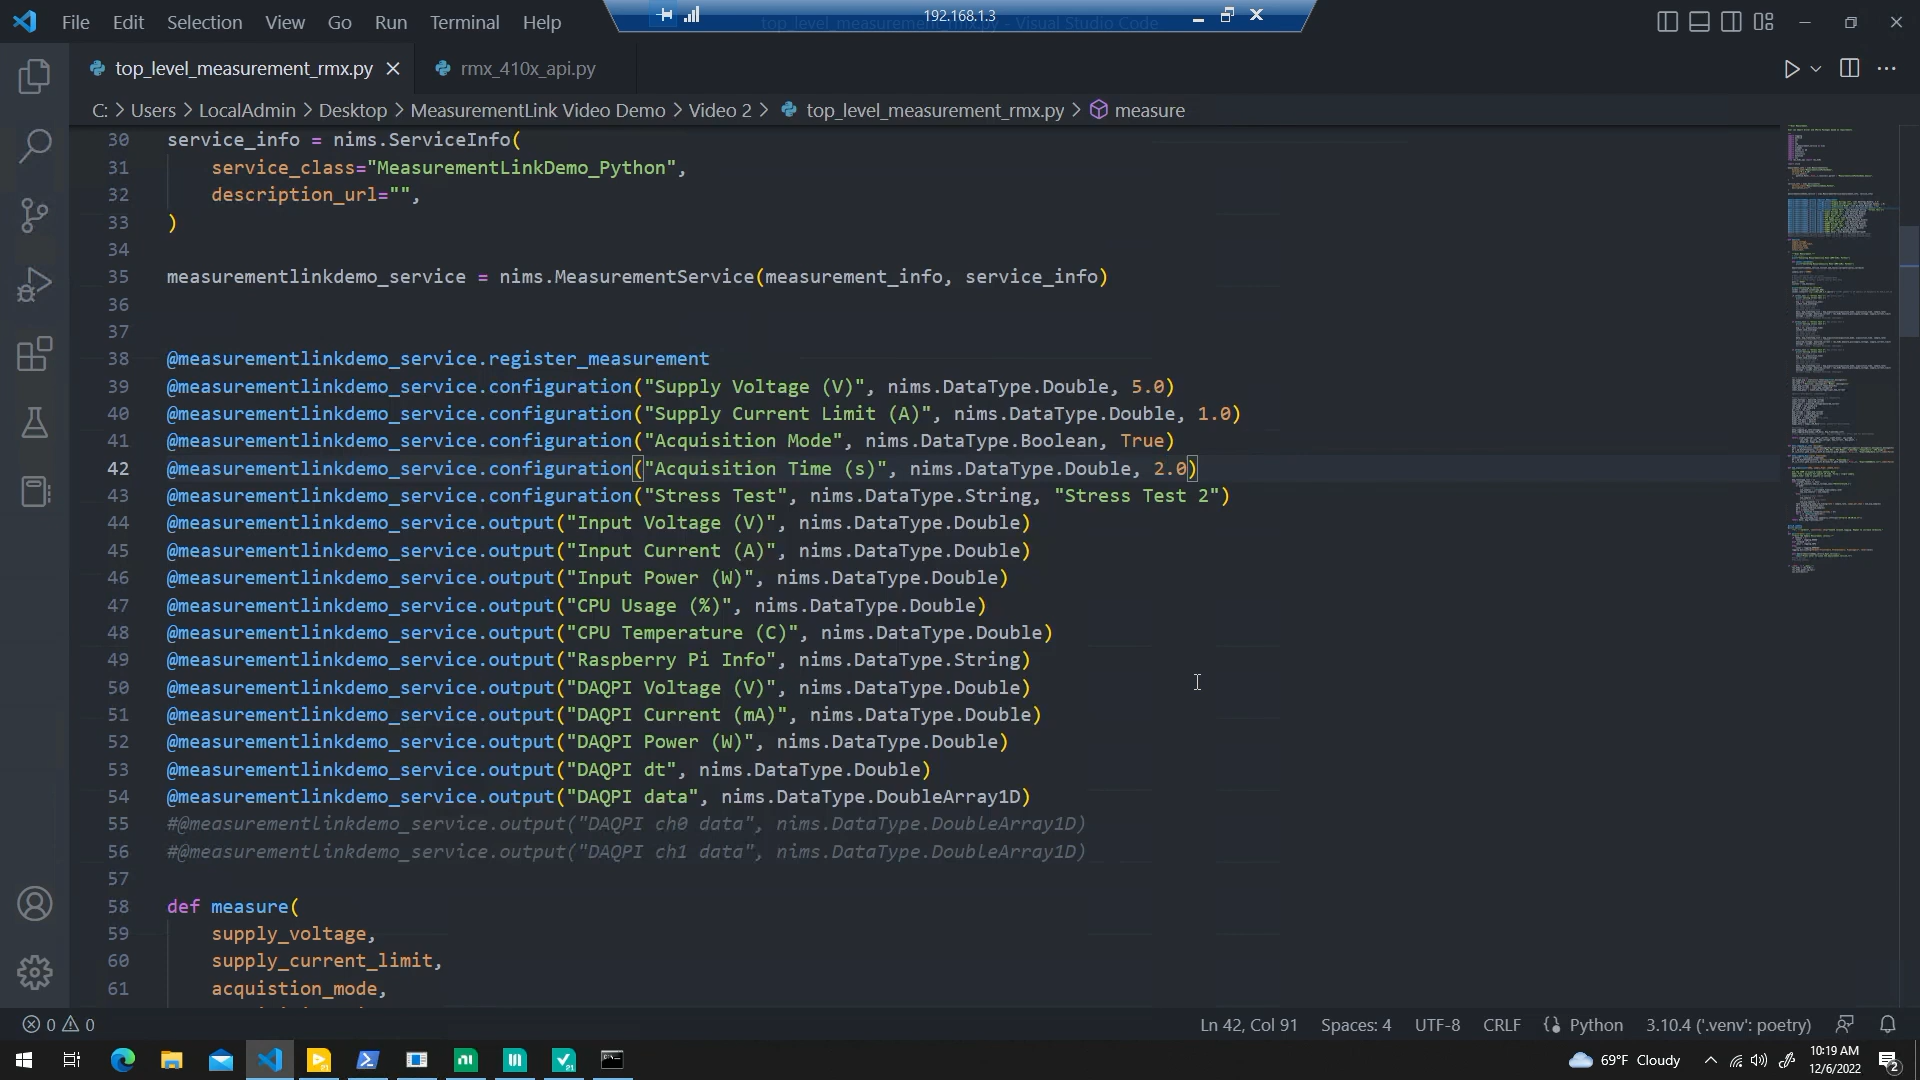 File Edit Selection View Go Run Terminal Help
192.168.1.3
top_level_measurement_rmx.py - Visual Studio Code
top_level_measurement_rmx.py
rmx_410x_api.py
C: > Users > LocalAdmin > Desktop > MeasurementLink Video Demo > Video 2 > top_level_measurement_rmx.py > measure
30 service_info = nims.ServiceInfo(
31 service_class="MeasurementLinkDemo_Python",
32 description_url="",
33 )
34
35 measurementlinkdemo_service = nims.MeasurementService(measurement_info, service_info)
36
37
38 @measurementlinkdemo_service.register_measurement
39 @measurementlinkdemo_service.configuration("Supply Voltage (V)", nims.DataType.Double, 5.0)
40 @measurementlinkdemo_service.configuration("Supply Current Limit (A)", nims.DataType.Double, 1.0)
41 @measurementlinkdemo_service.configuration("Acquisition Mode", nims.DataType.Boolean, True)
42 @measurementlinkdemo_service.configuration("Acquisition Time (s)", nims.DataType.Double, 2.0)
43 @measurementlinkdemo_service.configuration("Stress Test", nims.DataType.String, "Stress Test 2")
44 @measurementlinkdemo_service.output("Input Voltage (V)", nims.DataType.Double)
45 @measurementlinkdemo_service.output("Input Current (A)", nims.DataType.Double)
46 @measurementlinkdemo_service.output("Input Power (W)", nims.DataType.Double)
47 @measurementlinkdemo_service.output("CPU Usage (%)", nims.DataType.Double)
48 @measurementlinkdemo_service.output("CPU Temperature (C)", nims.DataType.Double)
49 @measurementlinkdemo_service.output("Raspberry Pi Info", nims.DataType.String)
50 @measurementlinkdemo_service.output("DAQPI Voltage (V)", nims.DataType.Double)
51 @measurementlinkdemo_service.output("DAQPI Current (mA)", nims.DataType.Double)
52 @measurementlinkdemo_service.output("DAQPI Power (W)", nims.DataType.Double)
53 @measurementlinkdemo_service.output("DAQPI dt", nims.DataType.Double)
54 @measurementlinkdemo_service.output("DAQPI data", nims.DataType.DoubleArray1D)
55 #@measurementlinkdemo_service.output("DAQPI ch0 data", nims.DataType.DoubleArray1D)
56 #@measurementlinkdemo_service.output("DAQPI ch1 data", nims.DataType.DoubleArray1D)
57
58 def measure(
59 supply_voltage,
60 supply_current_limit,
61 acquistion_mode,
0 0 Ln 42, Col 91 Spaces: 4 UTF-8 CRLF Python 3.10.4 ('.venv': poetry)
69°F Cloudy
10:19 AM
12/6/2022
2